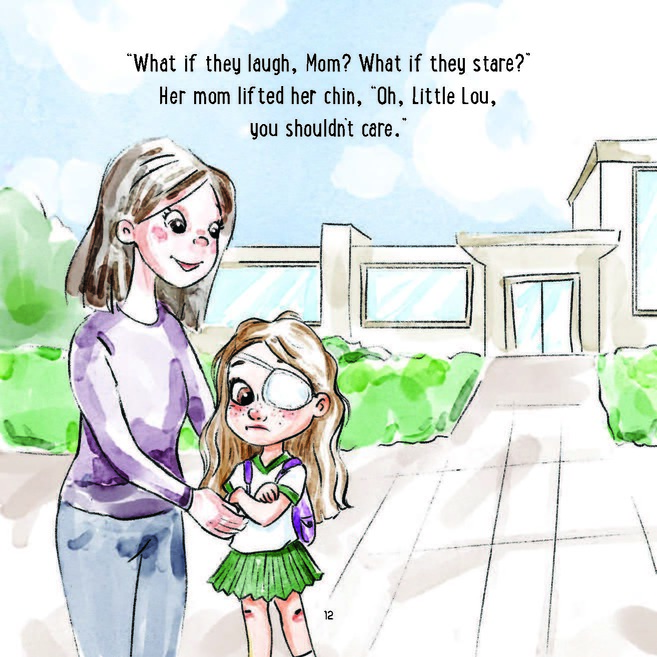 “What if they laugh, Mom? What if they stare?”
Her mom lifted her chin, “Oh, Little Lou,
you shouldn't care.”
12